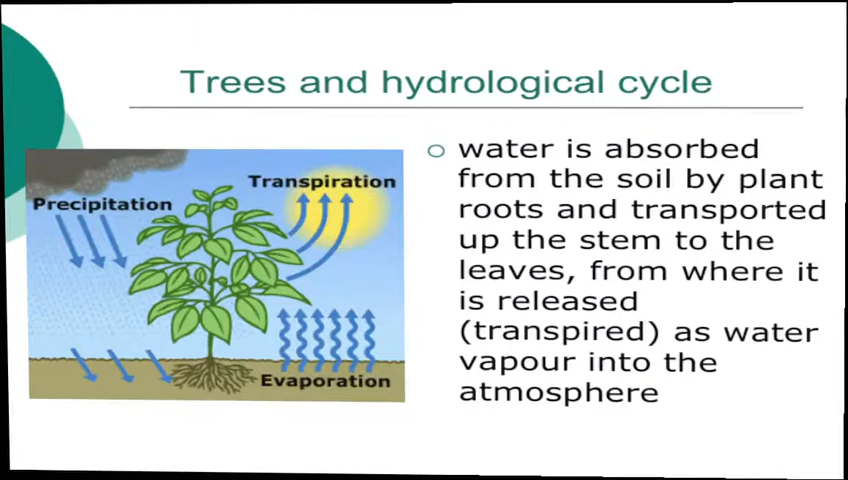 Trees and hydrological cycle
Precipitation
Transpiration
Evaporation
water is absorbed
from the soil by plant
roots and transported
up the stem to the
leaves, from where it
is released
(transpired) as water
vapour into the
atmosphere